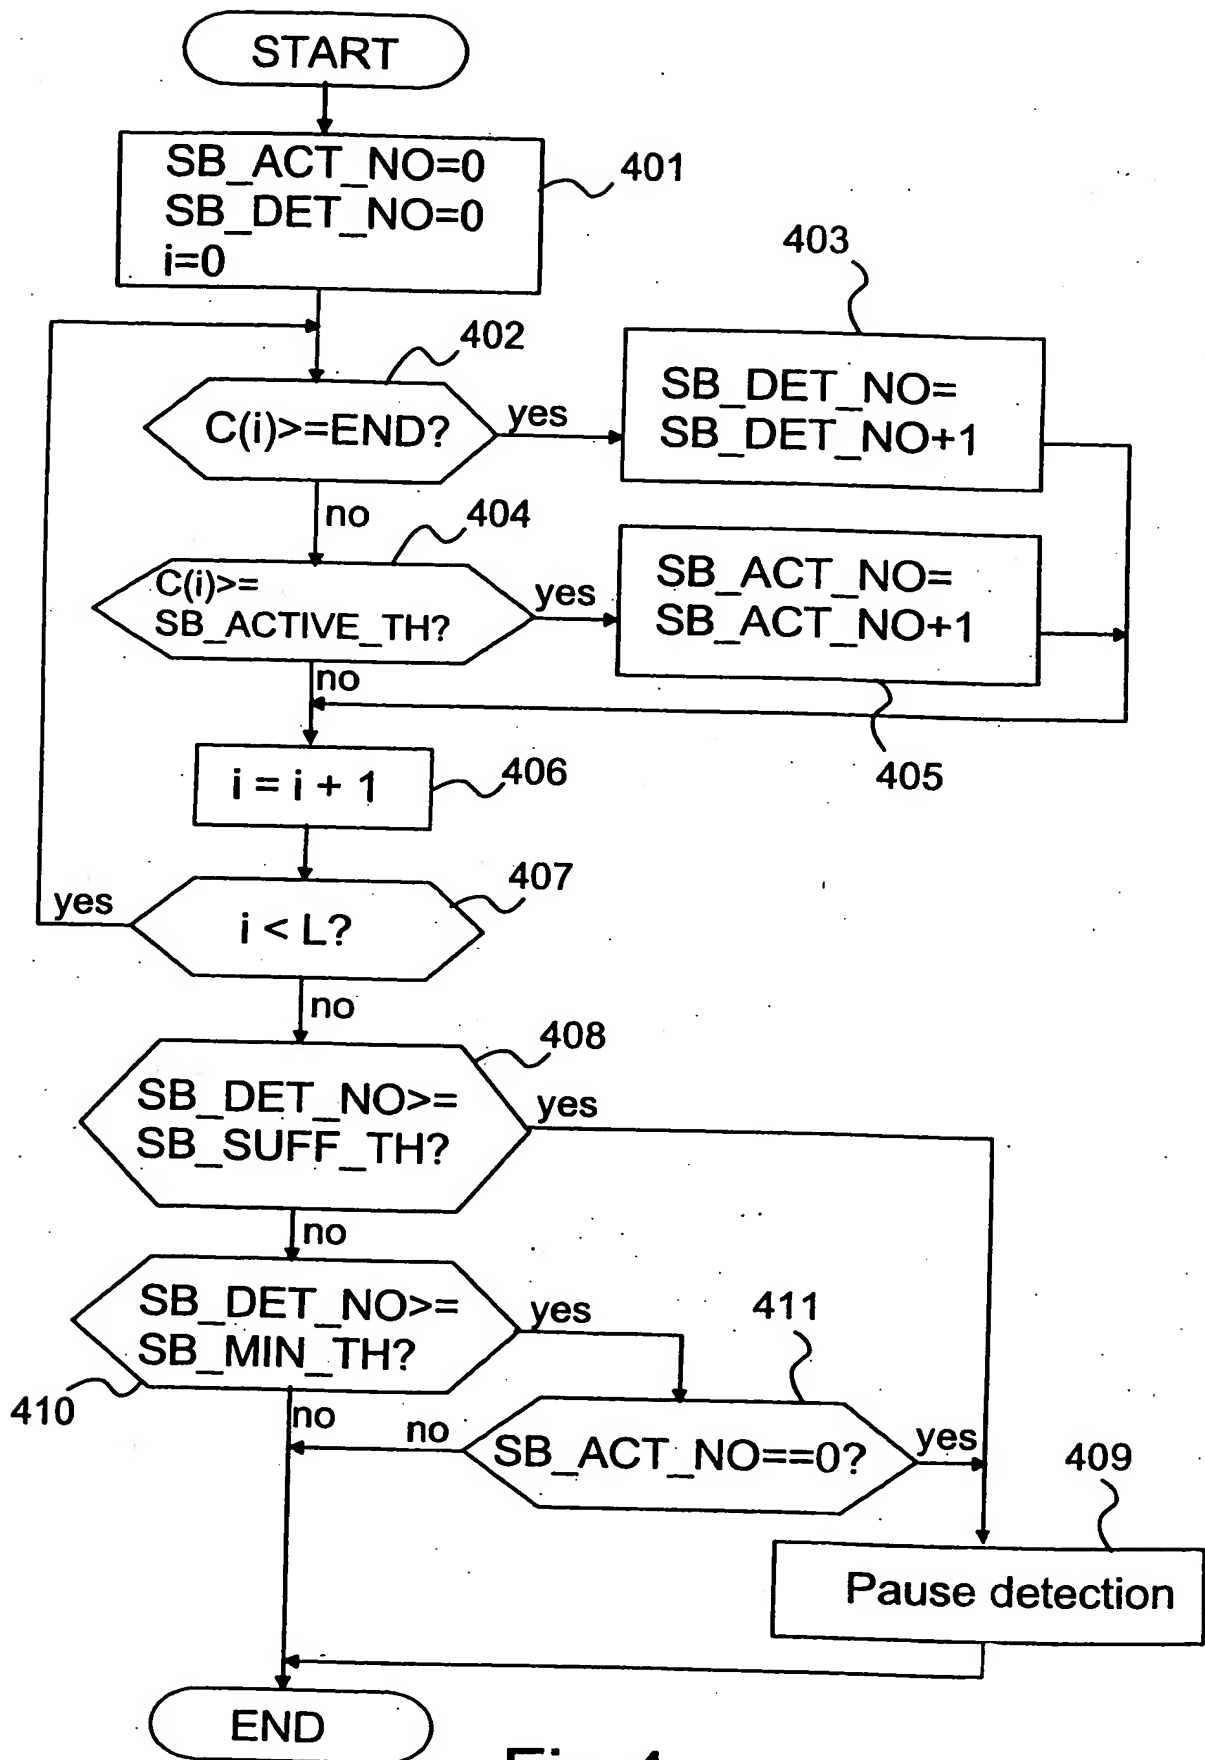 START
SB_ACT_NO=0
SB_DET_NO=0
i=0
401
402
403
C(i)>=END?
yes
SB_DET_NO=
SB_DET_NO+1
no
404
C(i)>=
SB_ACTIVE_TH?
yes
SB_ACT_NO=
SB_ACT_NO+1
no
405
i = i + 1
406
407
yes
i < L?
no
408
SB_DET_NO>=
SB_SUFF_TH?
yes
no
SB_DET_NO>=
SB_MIN_TH?
yes
411
410
no
no
SB_ACT_NO==0?
yes
409
Pause detection
END